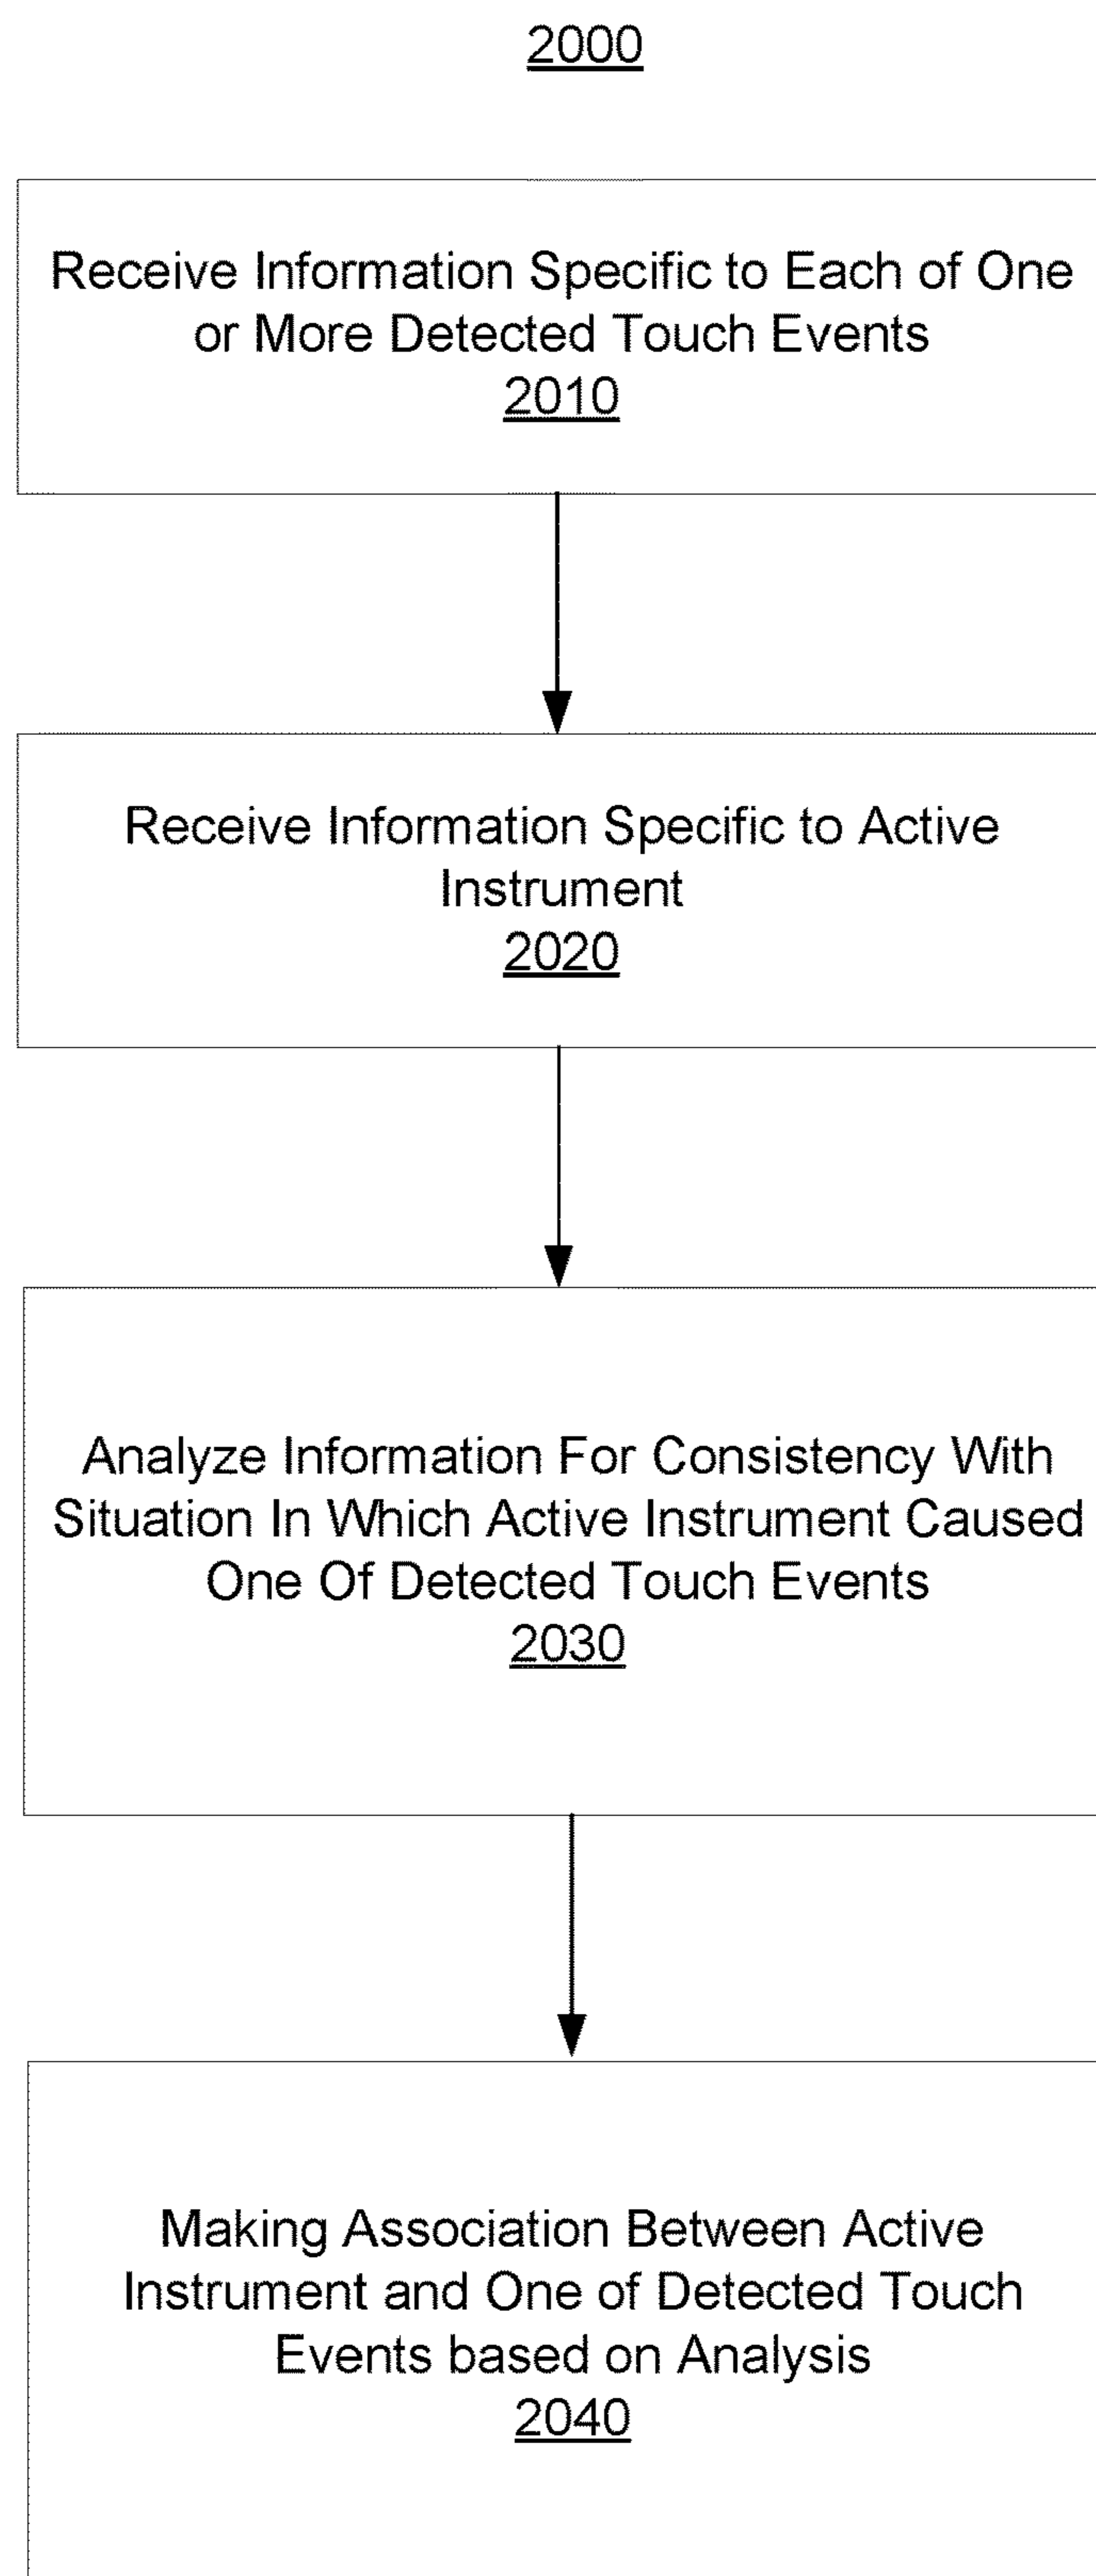 2000
Receive Information Specific to Each of One
or More Detected Touch Events
2010
Receive Information Specific to Active
Instrument
2020
Analyze Information For Consistency With
Situation In Which Active Instrument Caused
One Of Detected Touch Events
2030
Making Association Between Active
Instrument and One of Detected Touch
Events based on Analysis
2040